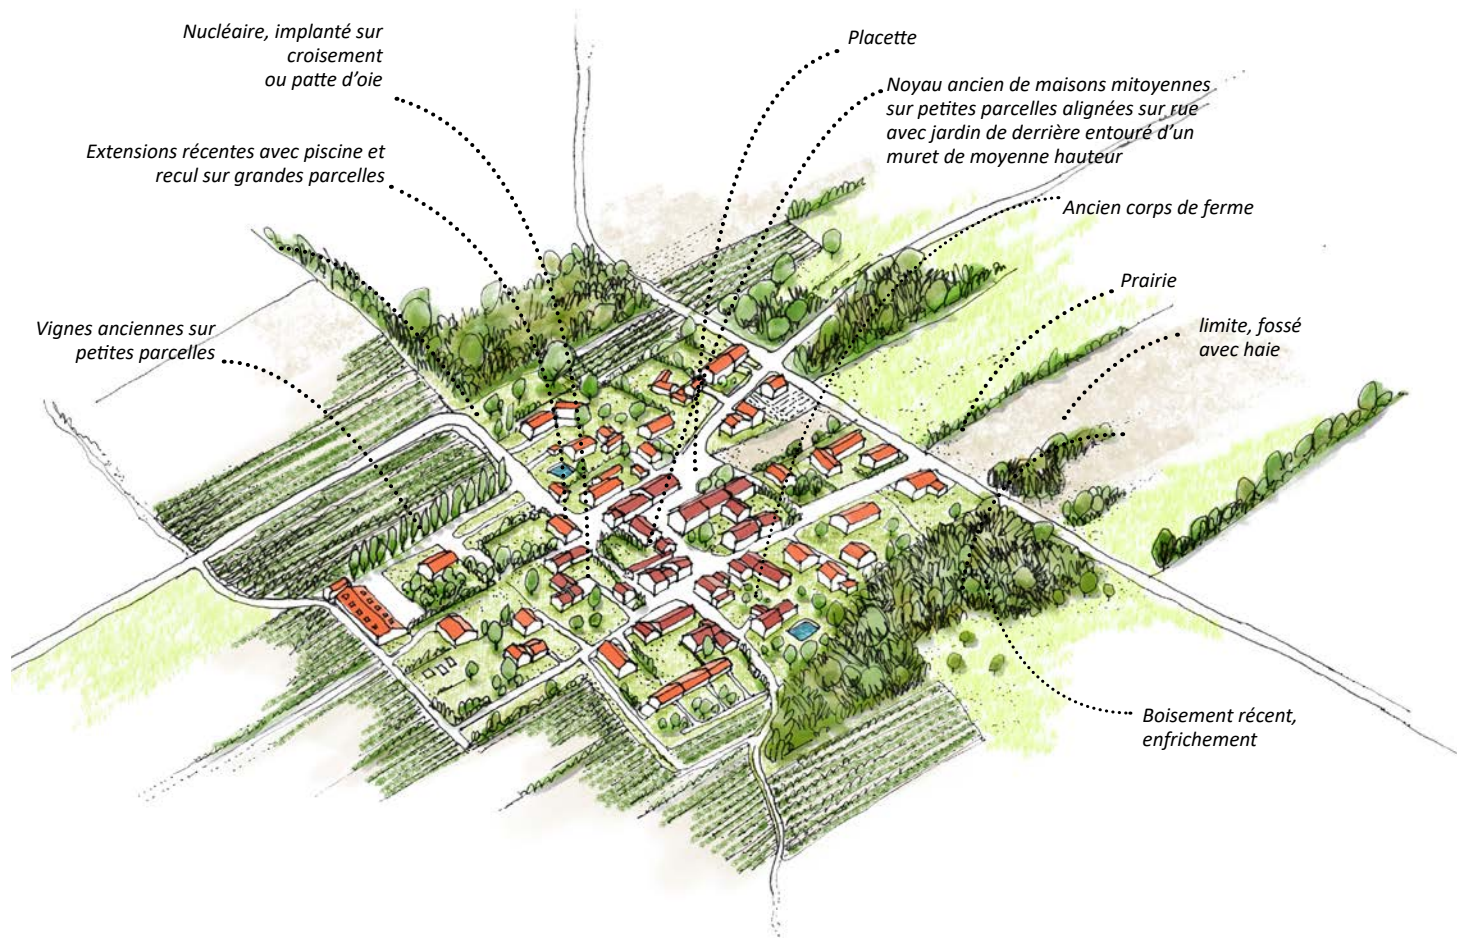 Nucléaire, implanté sur
croisement
ou patte d'oie
Extensions récentes avec piscine et
recul sur grandes parcelles
Vignes anciennes sur
petites parcelles
Placette
Noyau ancien de maisons mitoyennes
sur petites parcelles alignées sur rue
avec jardin de derrière entouré d'un
muret de moyenne hauteur
Ancien corps de ferme
Prairie
limite, fossé
avec haie
Boisement récent,
enfrichement